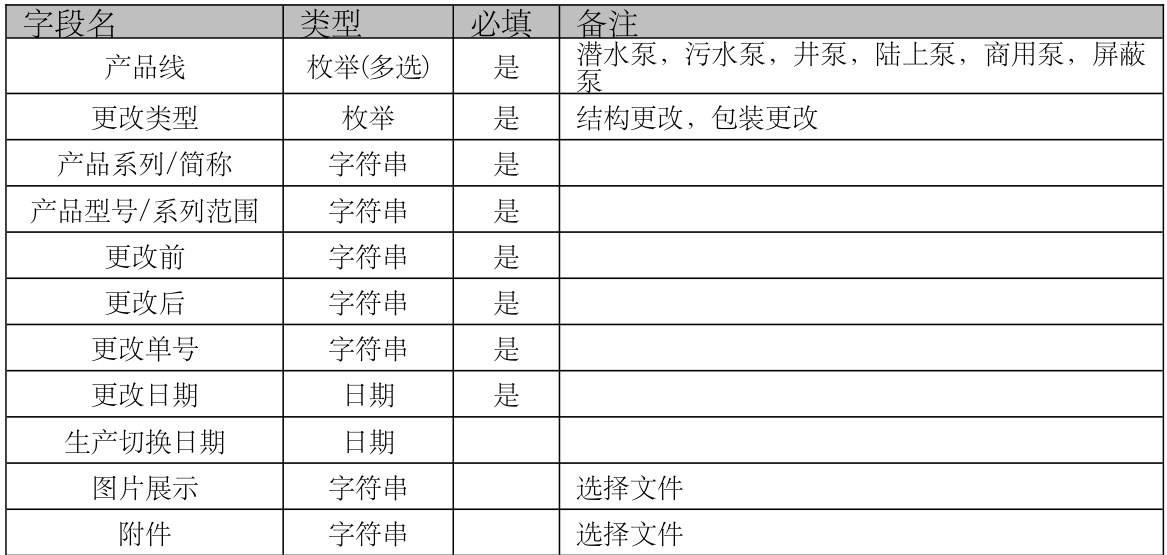 字段名 类型 必填 备注
产品线 枚举(多选) 是 潜水泵，污水泵，井泵，陆上泵，商用泵，屏蔽
泵
更改类型 枚举 是 结构更改，包装更改
产品系列/简称 字符串 是
产品型号/系列范围 字符串 是
更改前 字符串 是
更改后 字符串 是
更改单号 字符串 是
更改日期 日期 是
生产切换日期 日期
图片展示 字符串 选择文件
附件 字符串 选择文件